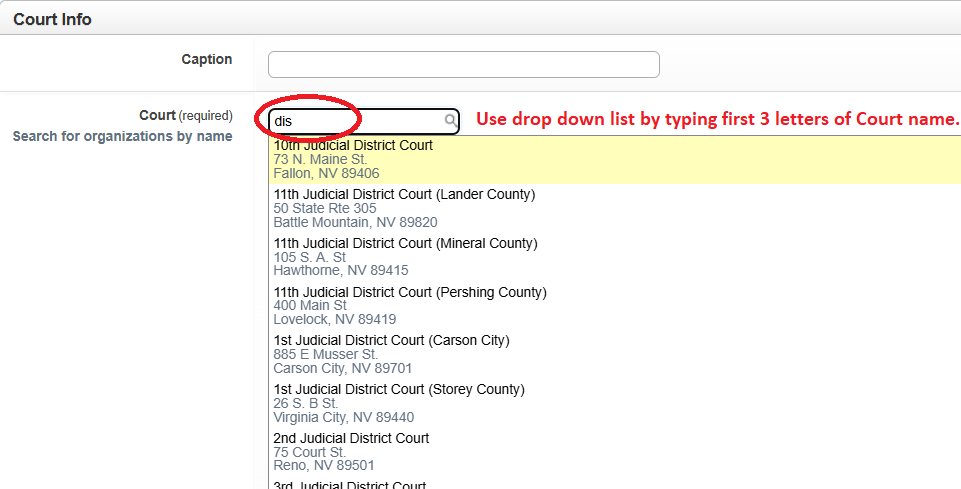 Court Info
Caption
Court (required)
Search for organizations by name
dis
Use drop down list by typing first 3 letters of Court name.
10th Judicial District Court
73 N. Maine St.
Fallon, NV 89406
11th Judicial District Court (Lander County)
50 State Rte 305
Battle Mountain, NV 89820
11th Judicial District Court (Mineral County)
105 S. A. St
Hawthorne, NV 89415
11th Judicial District Court (Pershing County)
400 Main St
Lovelock, NV 89419
1st Judicial District Court (Carson City)
885 E Musser St.
Carson City, NV 89701
1st Judicial District Court (Storey County)
26 S. B St.
Virginia City, NV 89440
2nd Judicial District Court
75 Court St.
Reno, NV 89501
3rd Judicial District Court